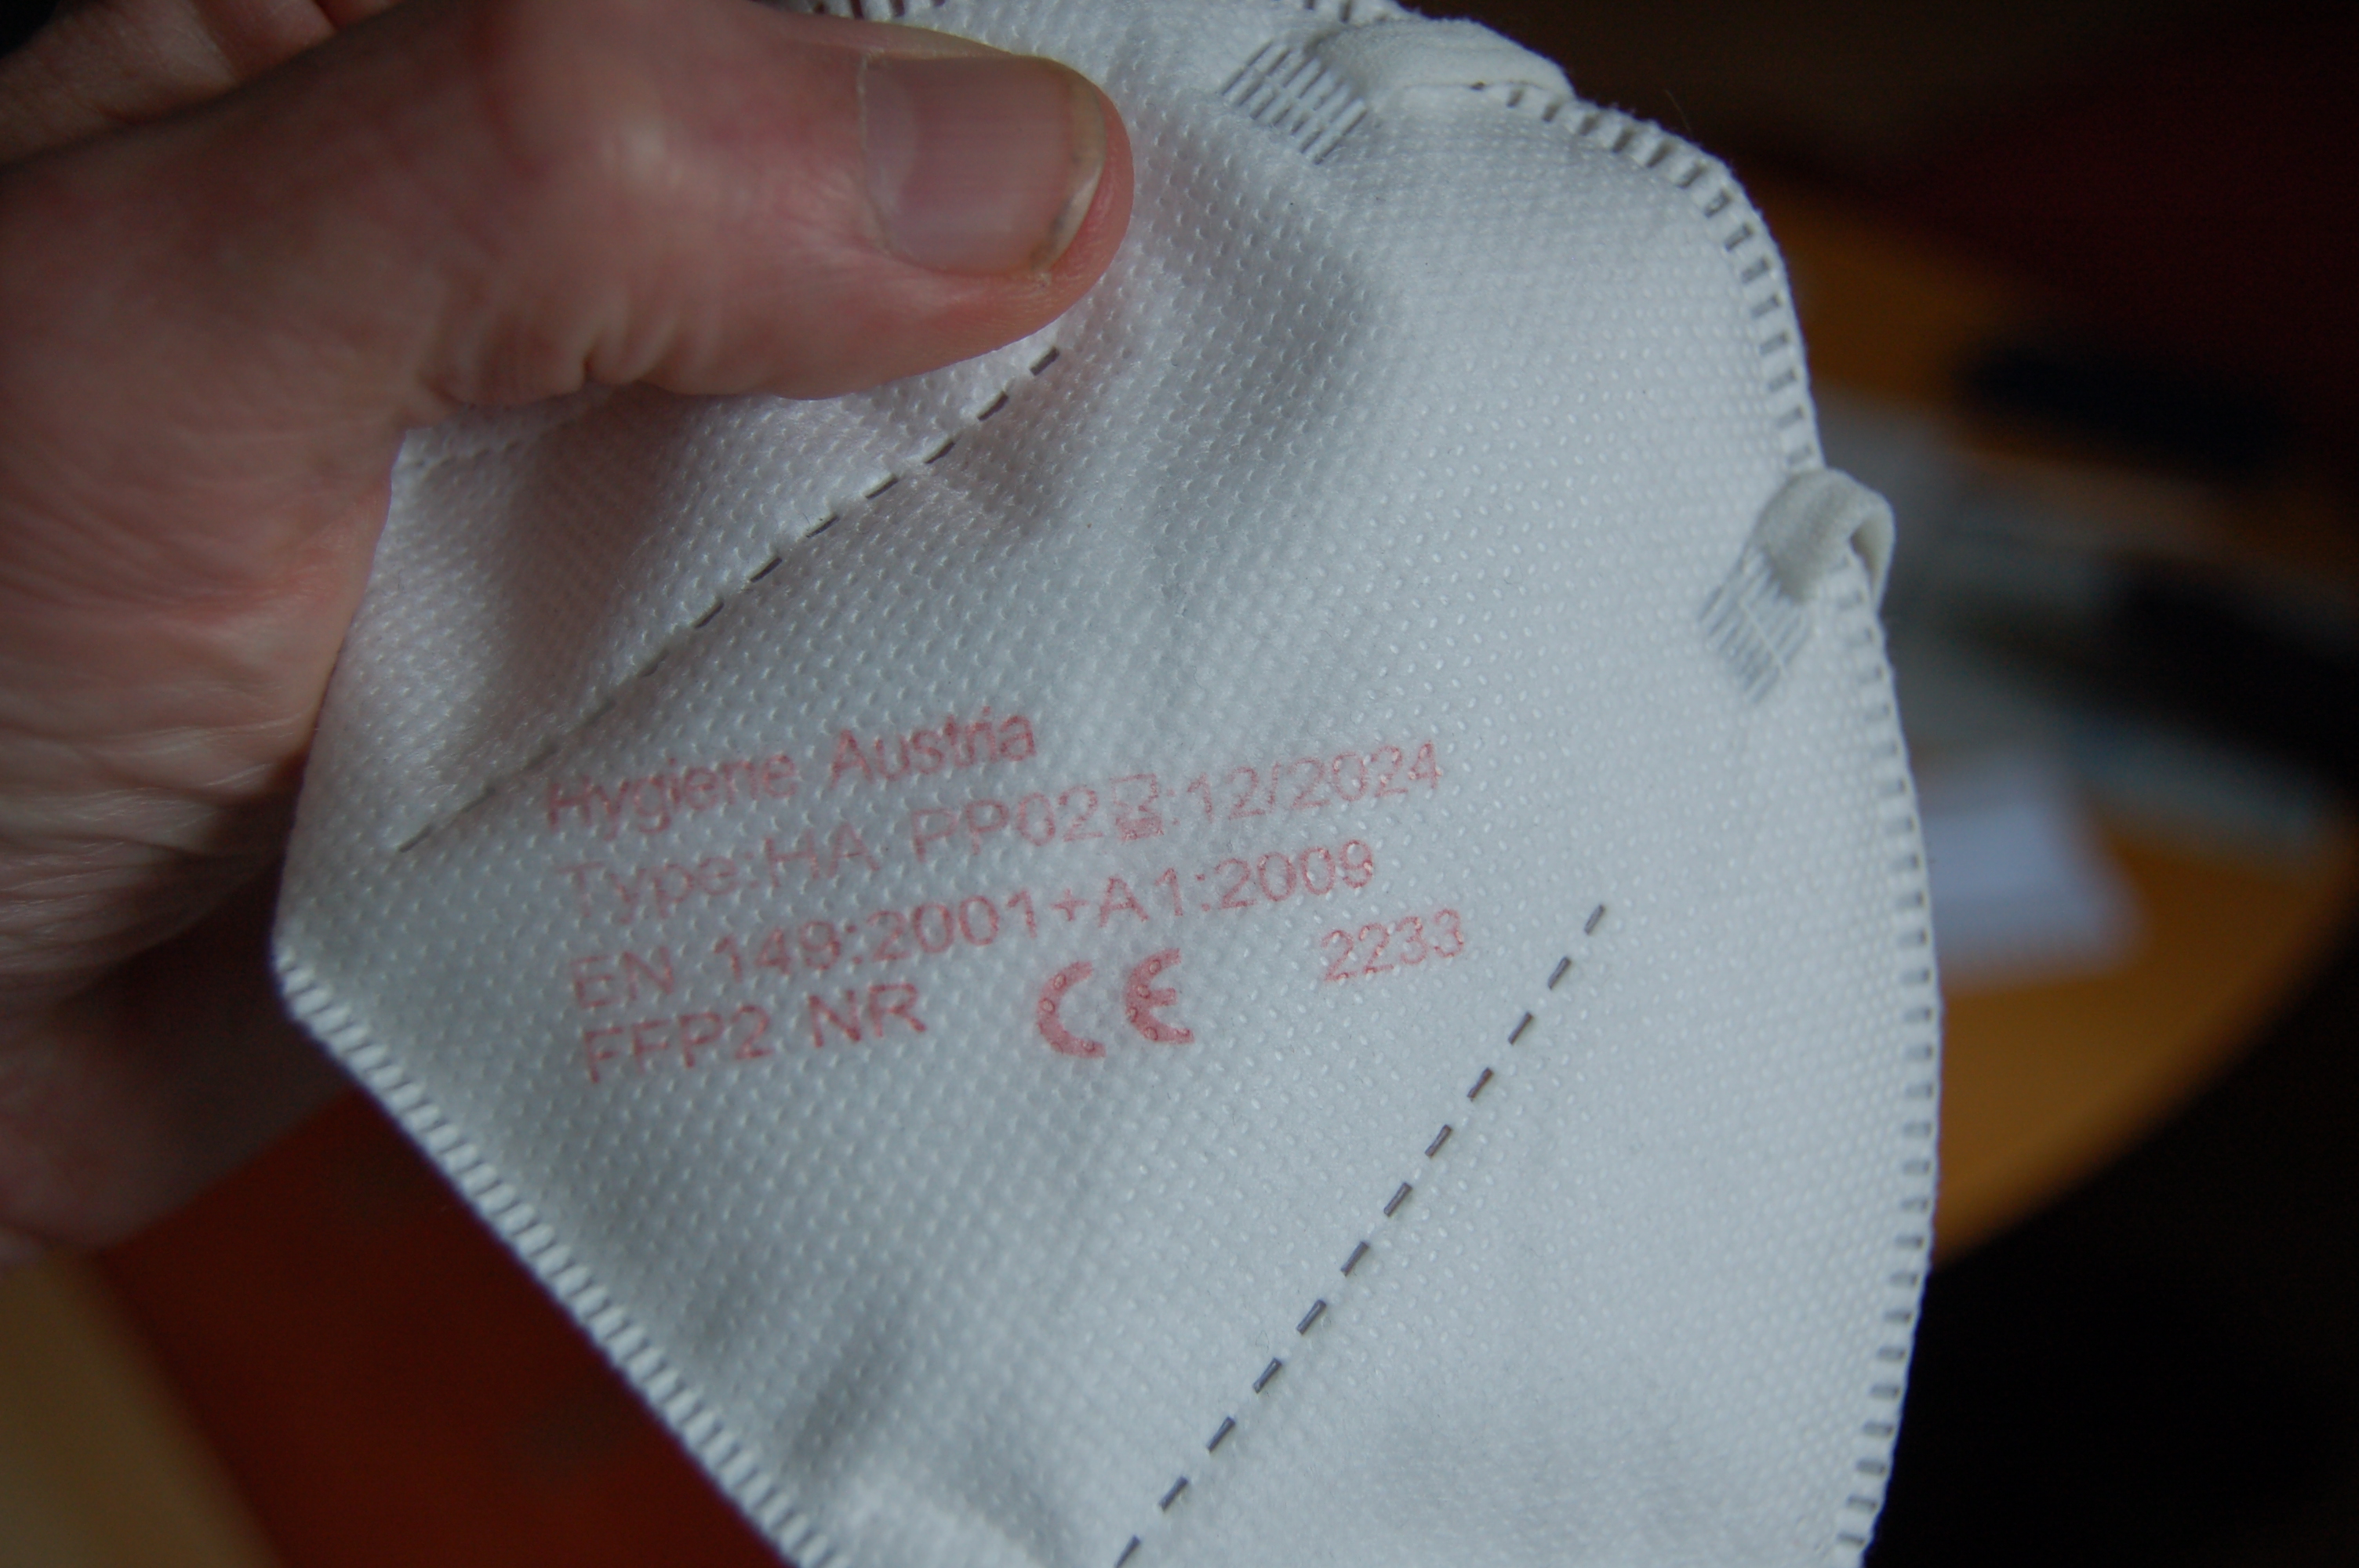 Hygiene Austria
Type:HA PP02⌛:12/2024
EN 149:2001+A1:2009
FFP2 NR CE 2233